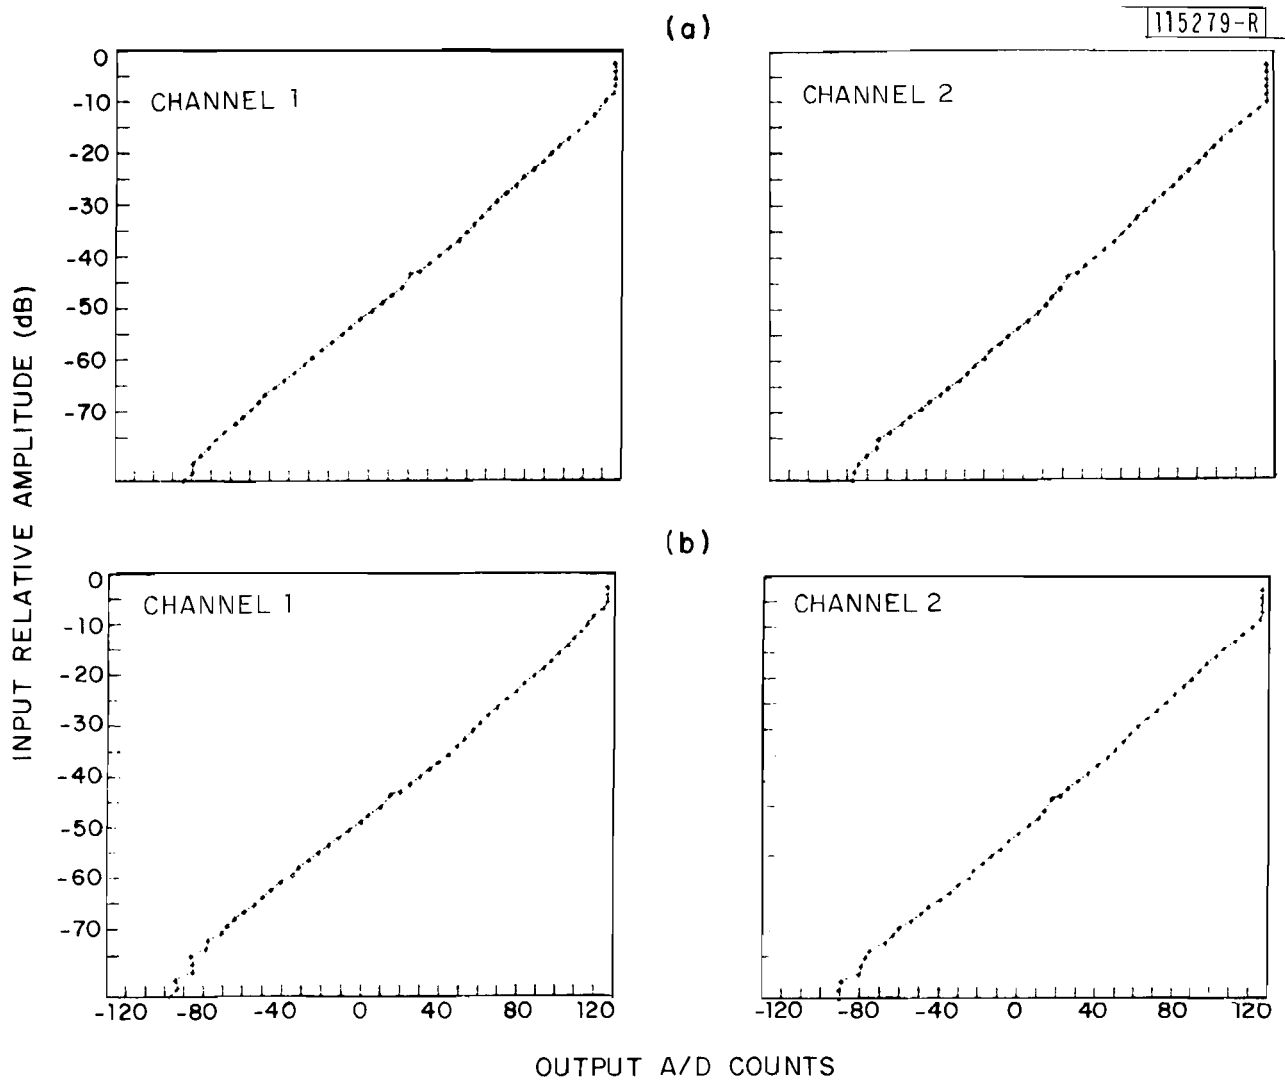 (a)
115279-R
CHANNEL 1
0
-10
-20
-30
-40
-50
-60
-70
CHANNEL 2
INPUT RELATIVE AMPLITUDE (dB)
(b)
CHANNEL 1
0
-10
-20
-30
-40
-50
-60
-70
-120 -80 -40 0 40 80 120
CHANNEL 2
-120 -80 -40 0 40 80 120
OUTPUT A/D COUNTS